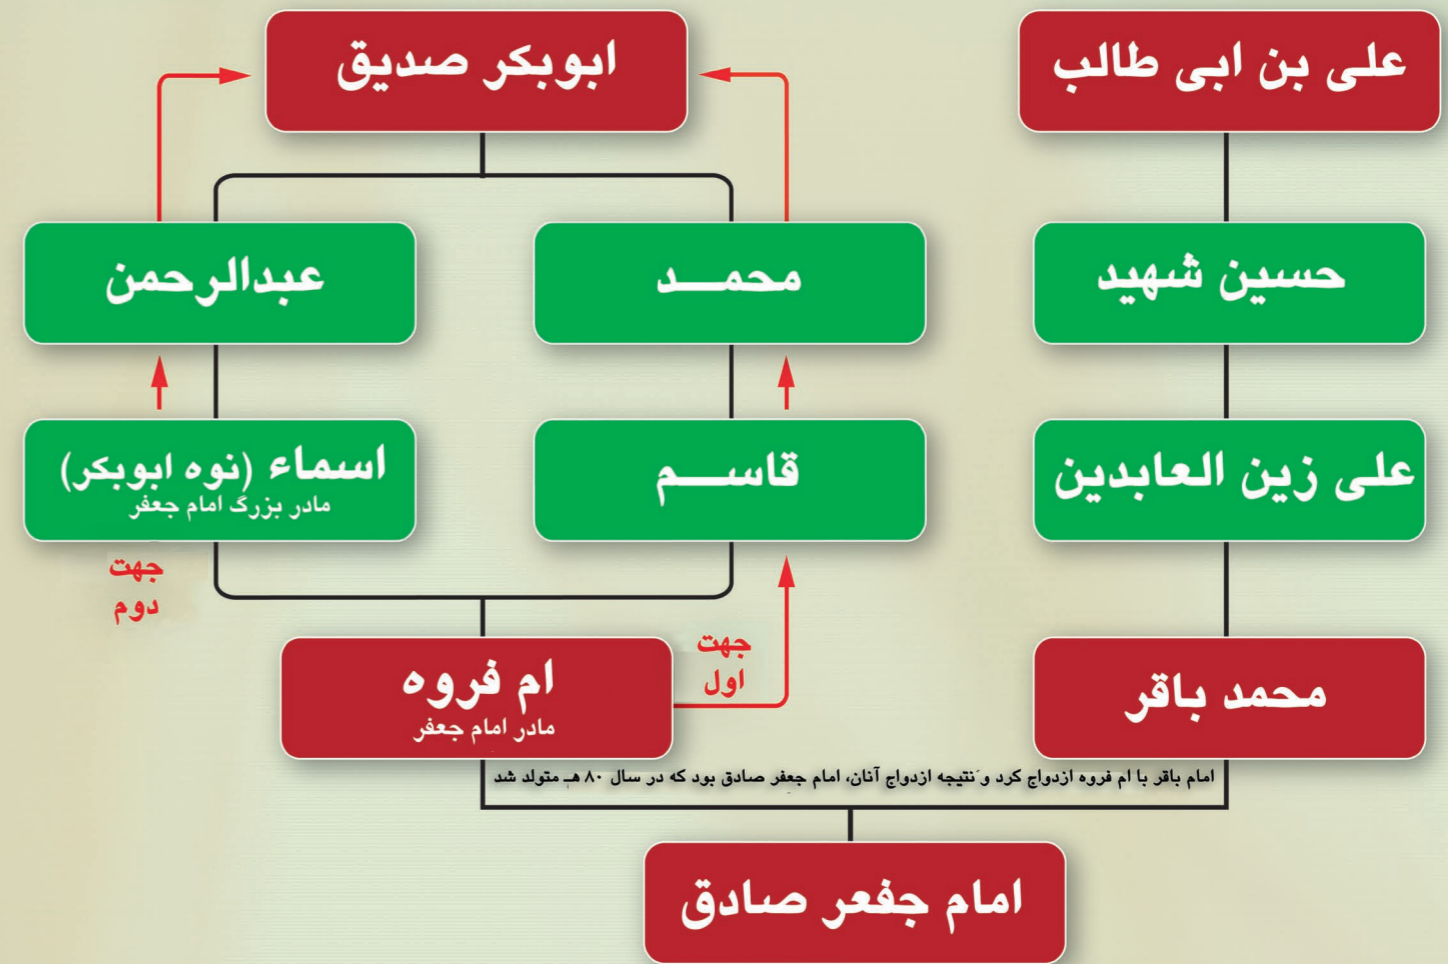 علی بن ابی طالب
ابوبکر صدیق
حسین شهید
محمـــد
عبدالرحمن
علی زین العابدین
قاســـم
اسماء (نوه ابوبکر)
مادر بزرگ امام جعفر
جهت
دوم
جهت
اول
محمد باقر
ام فروه
مادر امام جعفر
امام باقر با ام فروه ازدواج کرد و نتیجه ازدواج آنان، امام جعفر صادق بود که در سال ۸۰ هـ متولد شد
امام جفعر صادق